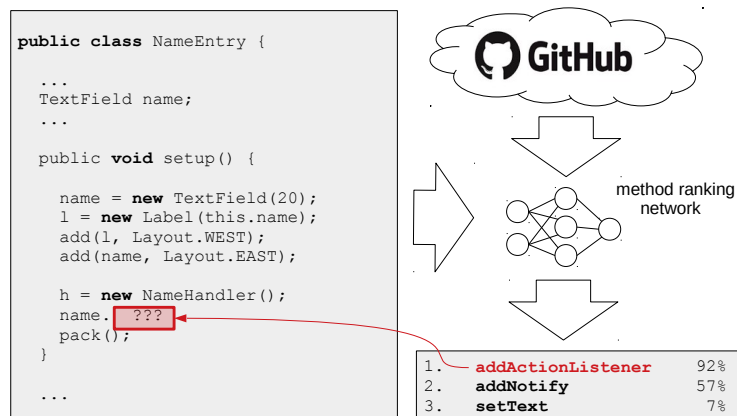 public class NameEntry {
...
TextField name;
...
public void setup() {
name = new TextField(20);
l = new Label(this.name);
add(l, Layout.WEST);
add(name, Layout.EAST);
h = new NameHandler();
name. ???
pack();
}
...
GitHub
method ranking
network
1. addActionListener 92%
2. addNotify 57%
3. setText 7%